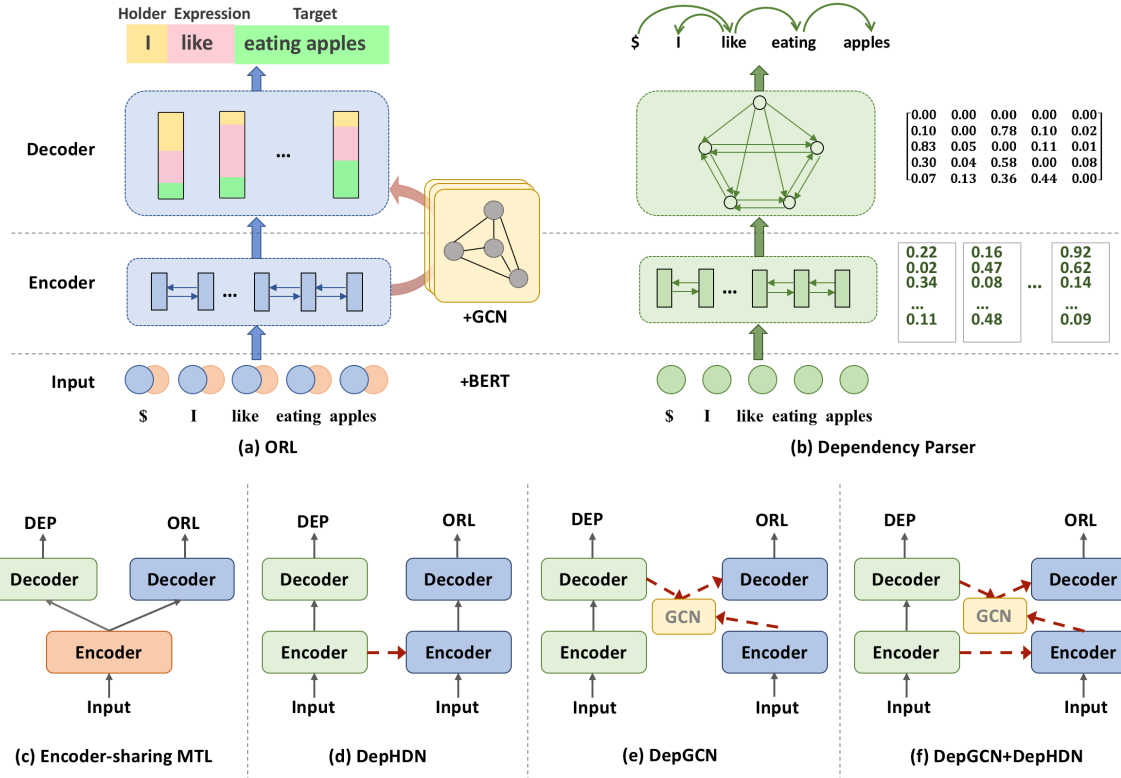 Holder Expression Target
I like eating apples
Decoder
...
Encoder
...
+GCN
Input
+BERT
$ I like eating apples
(a) ORL
$ I like eating apples
0.00 0.00 0.00 0.00 0.00
0.10 0.00 0.78 0.10 0.02
0.83 0.05 0.00 0.11 0.01
0.30 0.04 0.58 0.00 0.08
0.07 0.13 0.36 0.44 0.00
...
0.22 0.16 0.92
0.02 0.47 0.62
0.34 0.08 ... 0.14
... ... ...
0.11 0.48 0.09
$ I like eating apples
(b) Dependency Parser
DEP ORL
Decoder Decoder
Encoder
Input
(c) Encoder-sharing MTL
DEP ORL
Decoder Decoder
Encoder Encoder
Input Input
(d) DepHDN
DEP ORL
Decoder Decoder
GCN
Encoder Encoder
Input Input
(e) DepGCN
DEP ORL
Decoder Decoder
GCN
Encoder Encoder
Input Input
(f) DepGCN+DepHDN